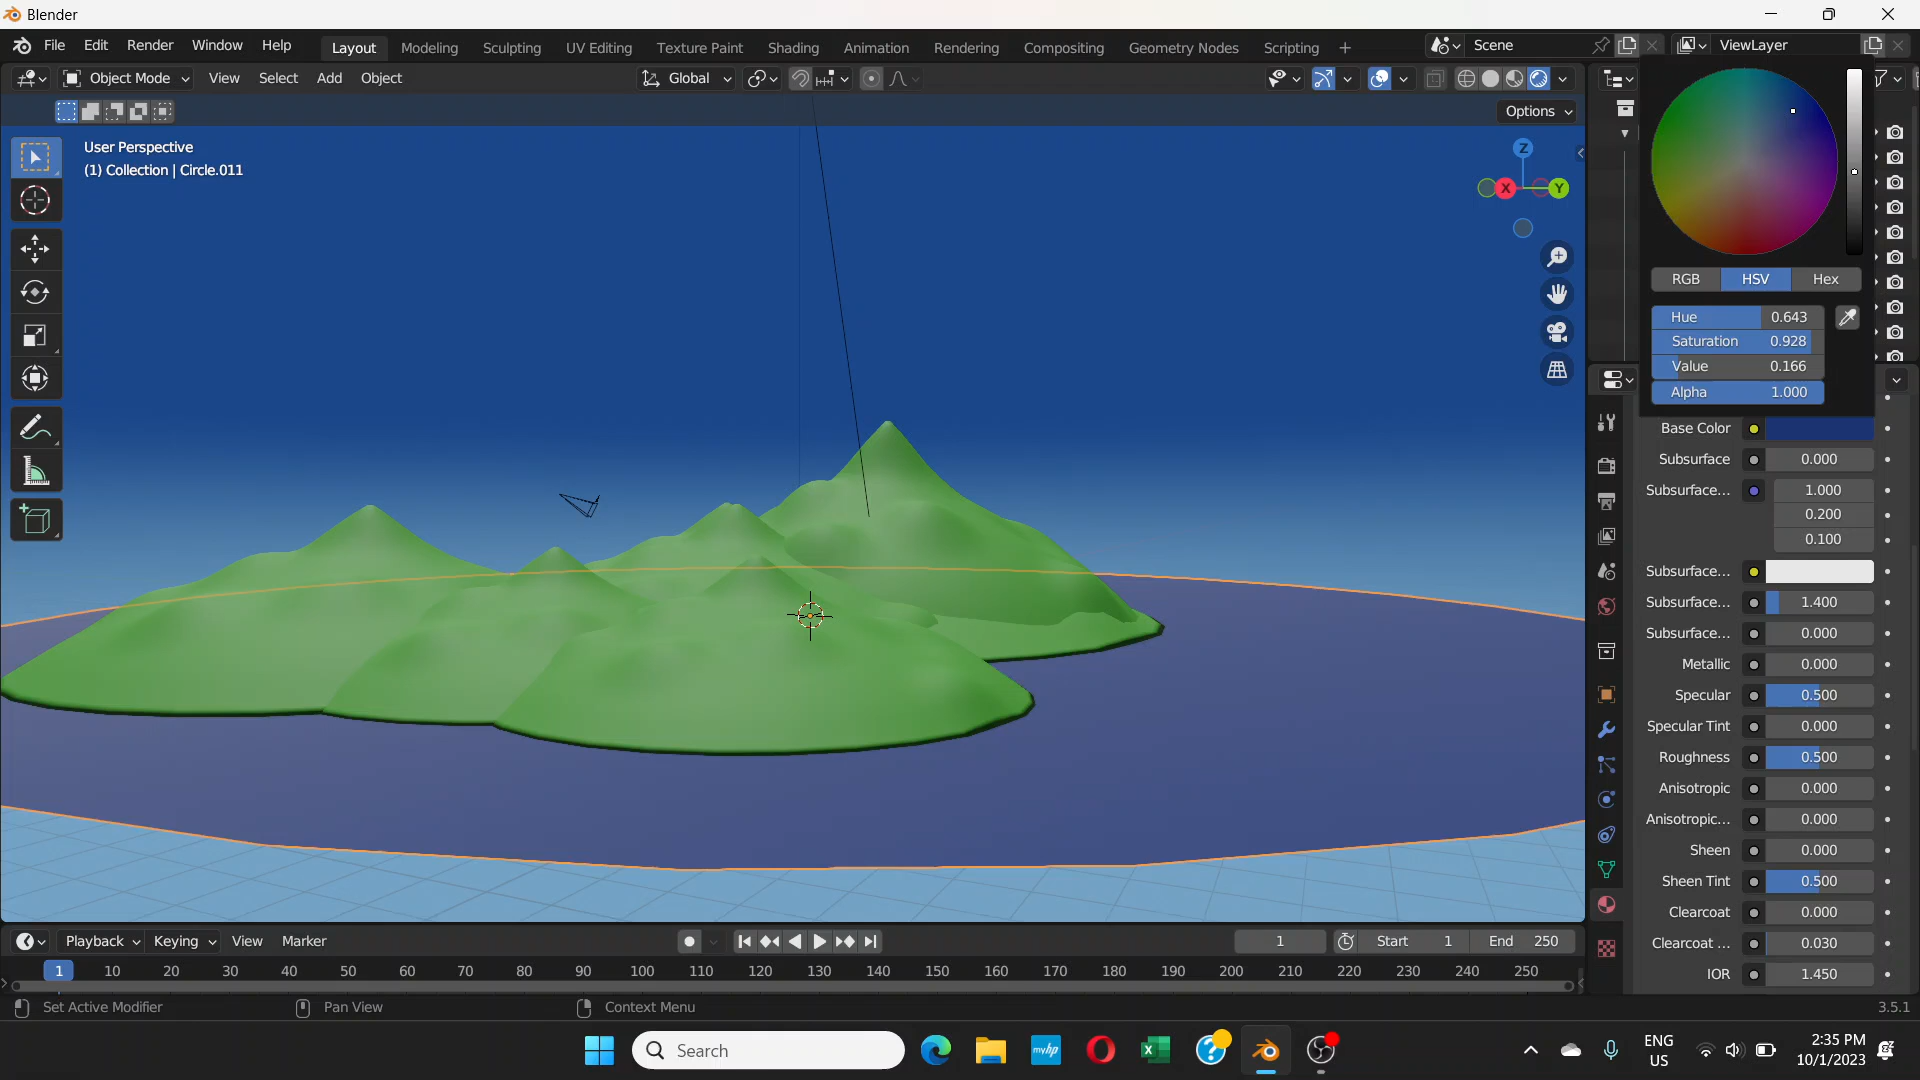 Blender
File Edit Render Window Help Layout Modeling Sculpting UV Editing Texture Paint Shading Animation Rendering Compositing Geometry Nodes Scripting + Scene ViewLayer
Object Mode View Select Add Object Global
Options
User Perspective
(1) Collection | Circle.011
Z
X Y
RGB HSV Hex
Hue 0.643
Saturation 0.928
Value 0.166
Alpha 1.000
Base Color
Subsurface 0.000
Subsurface... 1.000
0.200
0.100
Subsurface...
Subsurface... 1.400
Subsurface... 0.000
Metallic 0.000
Specular 0.500
Specular Tint 0.000
Roughness 0.500
Anisotropic 0.000
Anisotropic... 0.000
Sheen 0.000
Sheen Tint 0.500
Clearcoat 0.000
Clearcoat ... 0.030
IOR 1.450
Playback Keying View Marker 1 Start 1 End 250
1 10 20 30 40 50 60 70 80 90 100 110 120 130 140 150 160 170 180 190 200 210 220 230 240 250
Set Active Modifier Pan View Context Menu 3.5.1
Search myhp ENG 2:35 PM
US 10/1/2023